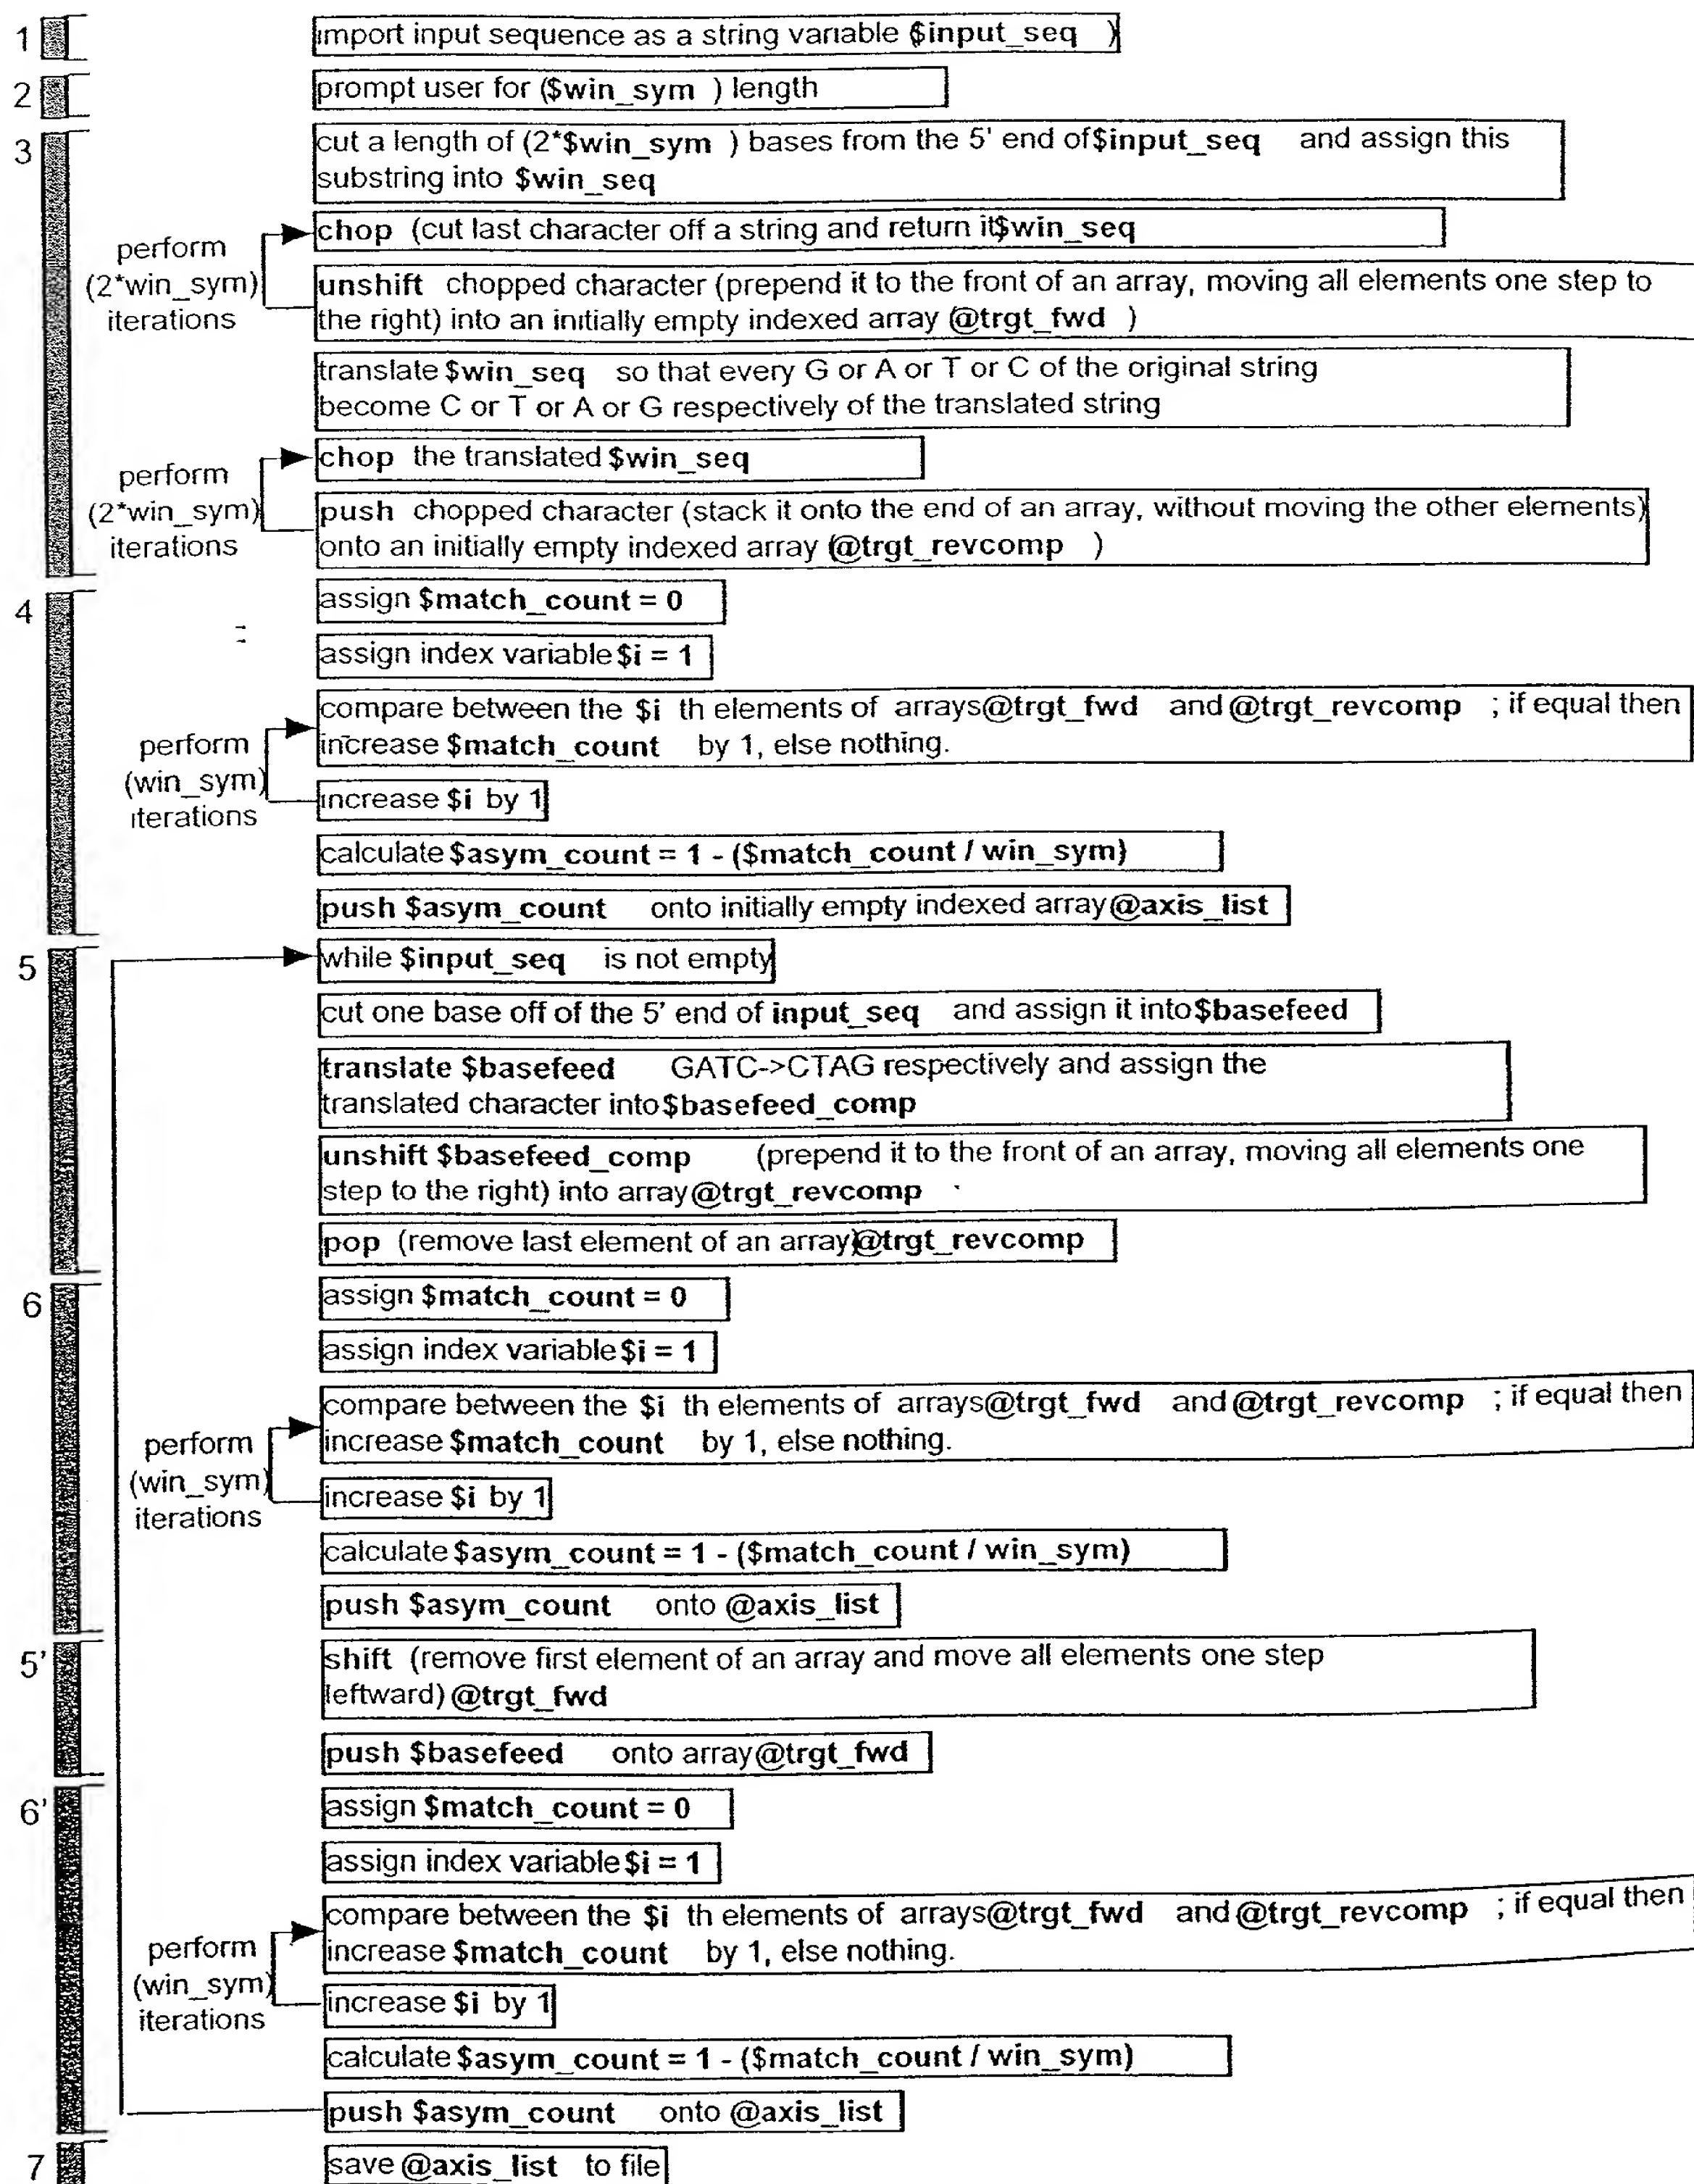 1
import input sequence as a string variable ($input_seq )
2
prompt user for ($win_sym ) length
3
cut a length of (2*$win_sym ) bases from the 5' end of $input_seq and assign this
substring into $win_seq
perform
(2*win_sym)
iterations
chop (cut last character off a string and return it $win_seq
unshift chopped character (prepend it to the front of an array, moving all elements one step to
the right) into an initially empty indexed array (@trgt_fwd )
translate $win_seq so that every G or A or T or C of the original string
become C or T or A or G respectively of the translated string
perform
(2*win_sym)
iterations
chop the translated $win_seq
push chopped character (stack it onto the end of an array, without moving the other elements)
onto an initially empty indexed array (@trgt_revcomp )
4
assign $match_count = 0
assign index variable $i = 1
perform
(win_sym)
iterations
compare between the $i th elements of arrays @trgt_fwd and @trgt_revcomp ; if equal then
increase $match_count by 1, else nothing.
increase $i by 1
calculate $asym_count = 1 - ($match_count / win_sym)
push $asym_count onto initially empty indexed array @axis_list
5
while $input_seq is not empty
cut one base off of the 5' end of input_seq and assign it into $basefeed
translate $basefeed GATC->CTAG respectively and assign the
translated character into $basefeed_comp
unshift $basefeed_comp (prepend it to the front of an array, moving all elements one
step to the right) into array @trgt_revcomp
pop (remove last element of an array) @trgt_revcomp
6
assign $match_count = 0
assign index variable $i = 1
perform
(win_sym)
iterations
compare between the $i th elements of arrays @trgt_fwd and @trgt_revcomp ; if equal then
increase $match_count by 1, else nothing.
increase $i by 1
calculate $asym_count = 1 - ($match_count / win_sym)
push $asym_count onto @axis_list
5'
shift (remove first element of an array and move all elements one step
leftward) @trgt_fwd
push $basefeed onto array @trgt_fwd
6'
assign $match_count = 0
assign index variable $i = 1
perform
(win_sym)
iterations
compare between the $i th elements of arrays @trgt_fwd and @trgt_revcomp ; if equal then
increase $match_count by 1, else nothing.
increase $i by 1
calculate $asym_count = 1 - ($match_count / win_sym)
push $asym_count onto @axis_list
7
save @axis_list to file